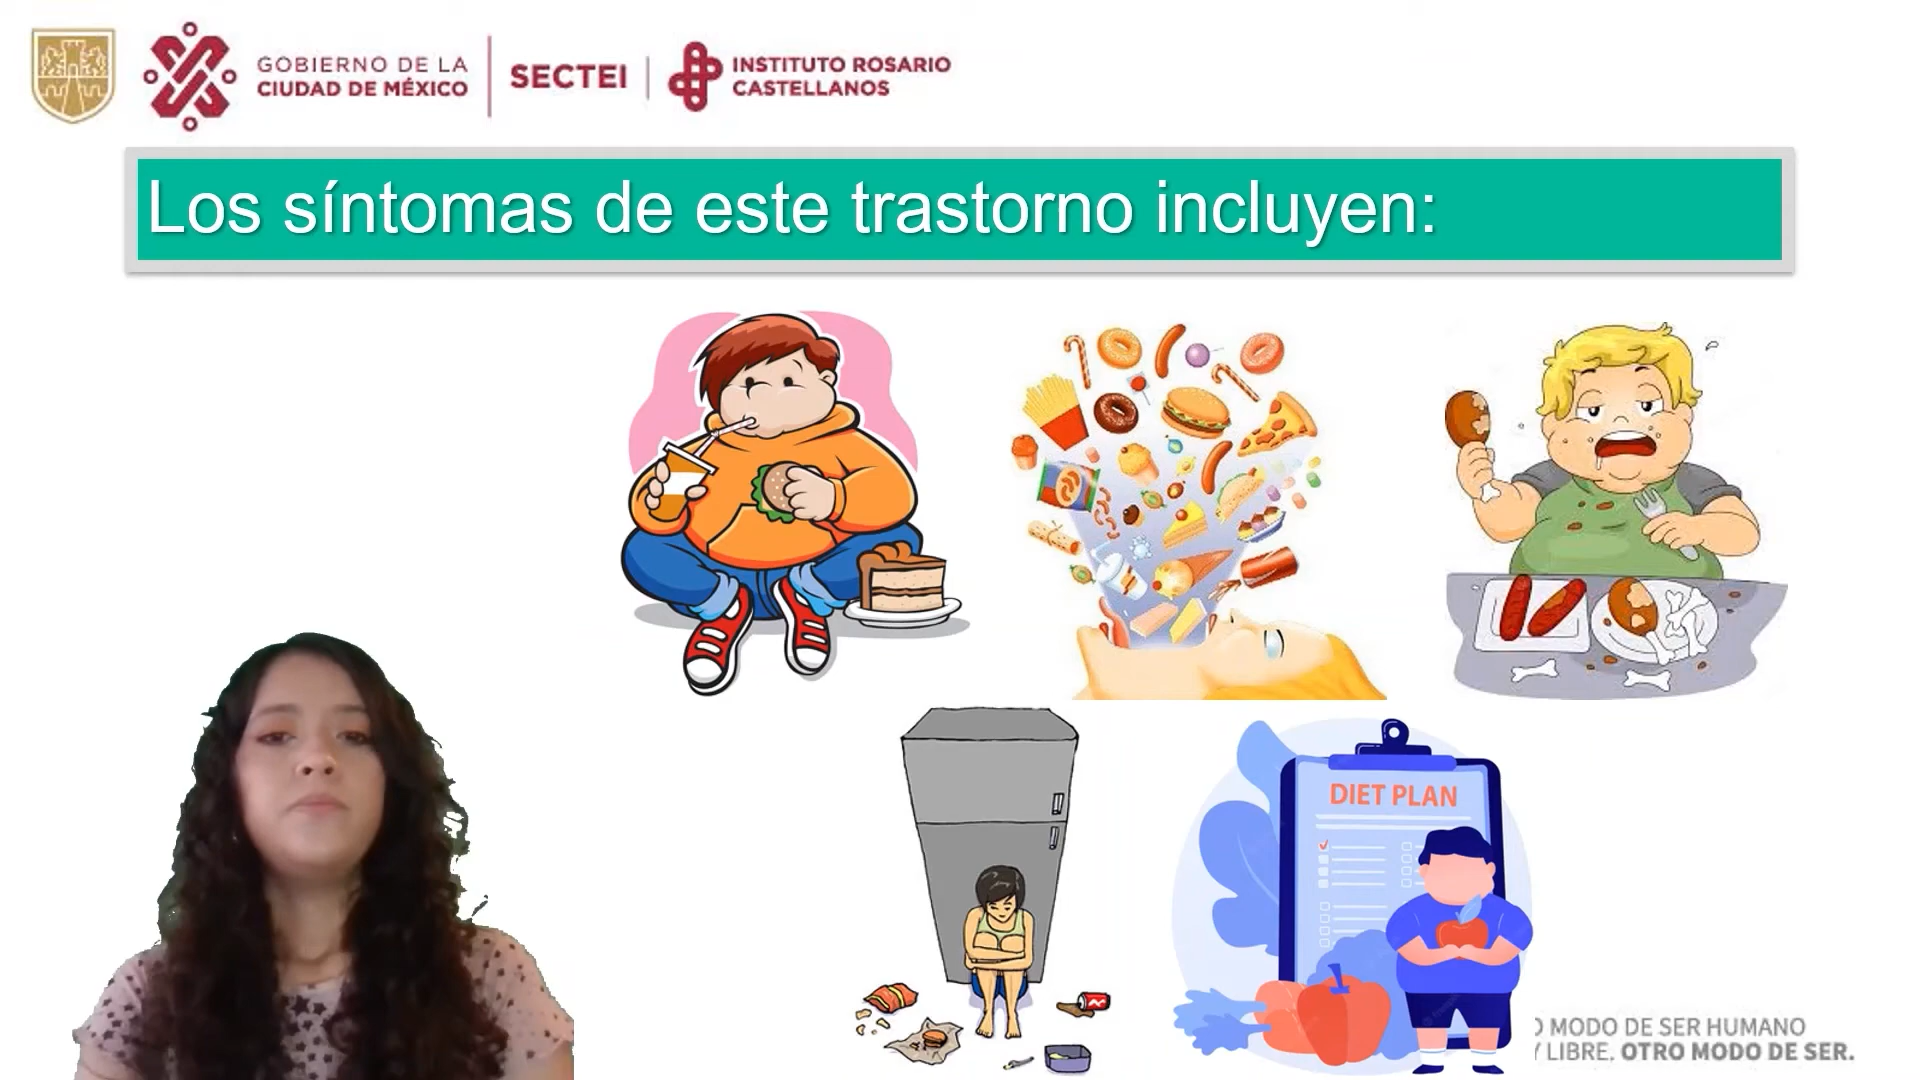 GOBIERNO DE LA
CIUDAD DE MÉXICO
SECTEI
INSTITUTO ROSARIO
CASTELLANOS
Los síntomas de este trastorno incluyen:
DIET PLAN
MODO DE SER HUMANO
Y LIBRE. OTRO MODO DE SER.